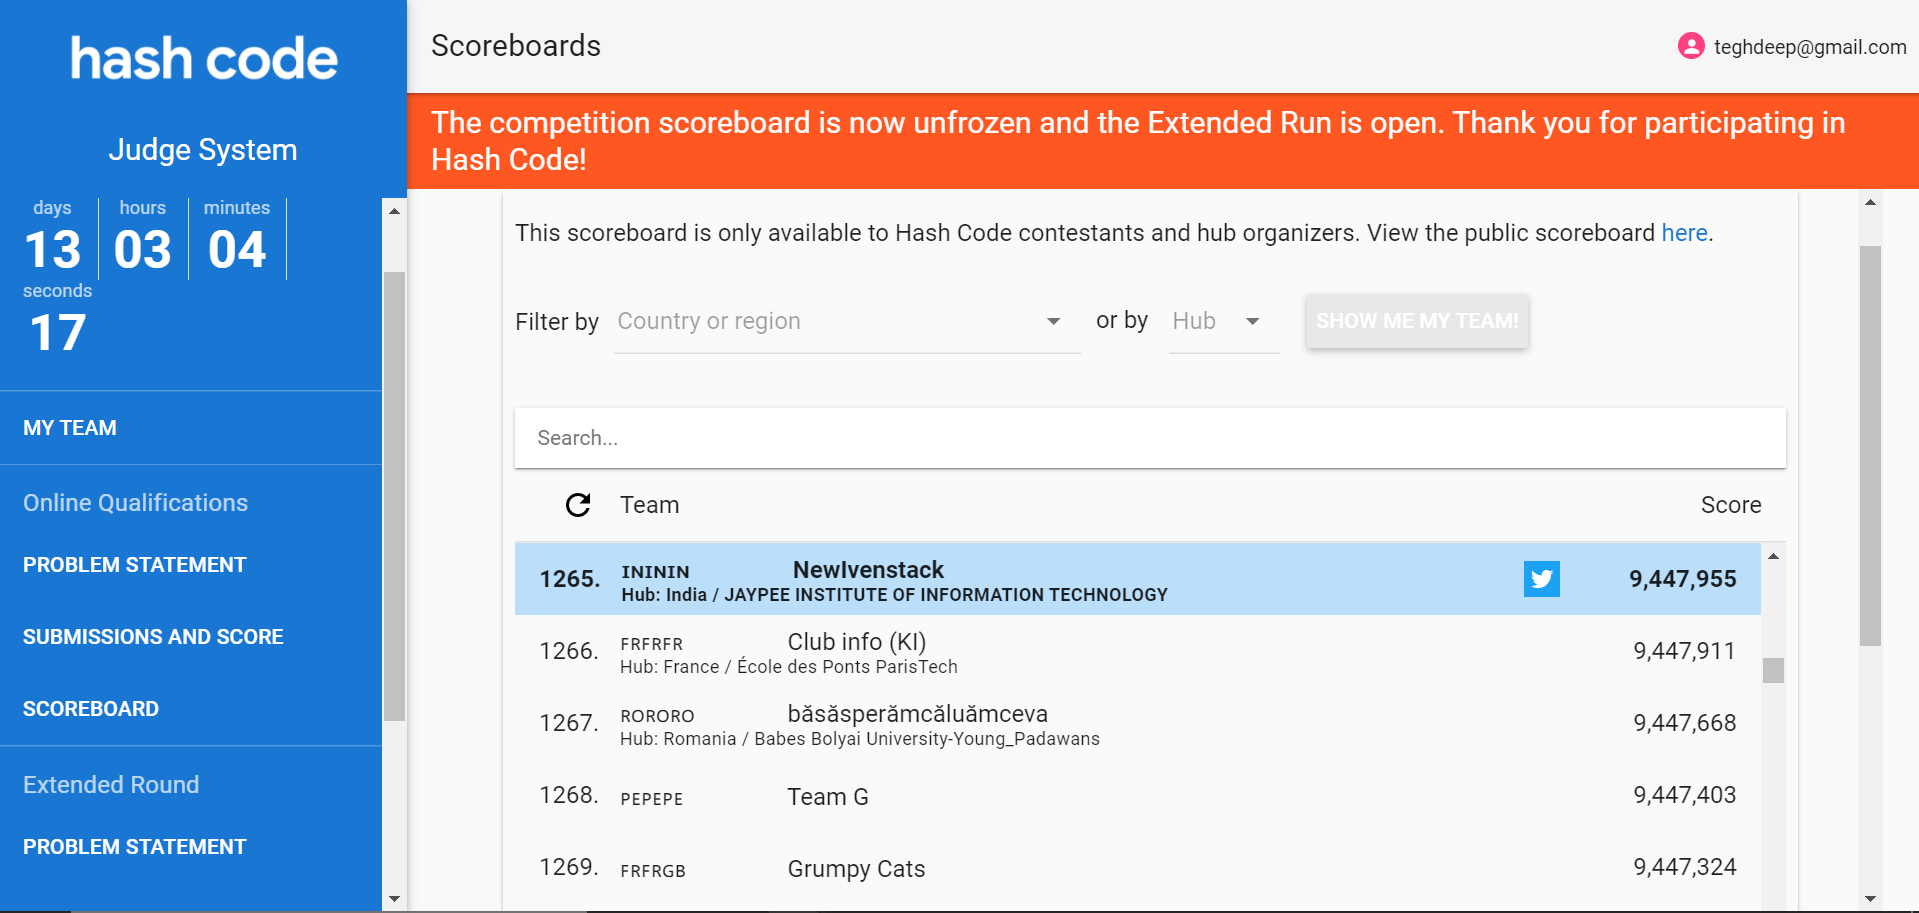 hash code
Judge System
days hours minutes
13 03 04
seconds
17
MY TEAM
Online Qualifications
PROBLEM STATEMENT
SUBMISSIONS AND SCORE
SCOREBOARD
Extended Round
PROBLEM STATEMENT
Scoreboards
teghdeep@gmail.com
The competition scoreboard is now unfrozen and the Extended Run is open. Thank you for participating in
Hash Code!
This scoreboard is only available to Hash Code contestants and hub organizers. View the public scoreboard here.
Filter by Country or region or by Hub SHOW ME MY TEAM!
Search...
Team Score
1265. INININ NewIvenstack 9,447,955
Hub: India / JAYPEE INSTITUTE OF INFORMATION TECHNOLOGY
1266. FRFRFR Club info (KI) 9,447,911
Hub: France / École des Ponts ParisTech
1267. RORORO băsăsperămcăluămceva 9,447,668
Hub: Romania / Babes Bolyai University-Young_Padawans
1268. PEPEPE Team G 9,447,403
1269. FRFRGB Grumpy Cats 9,447,324